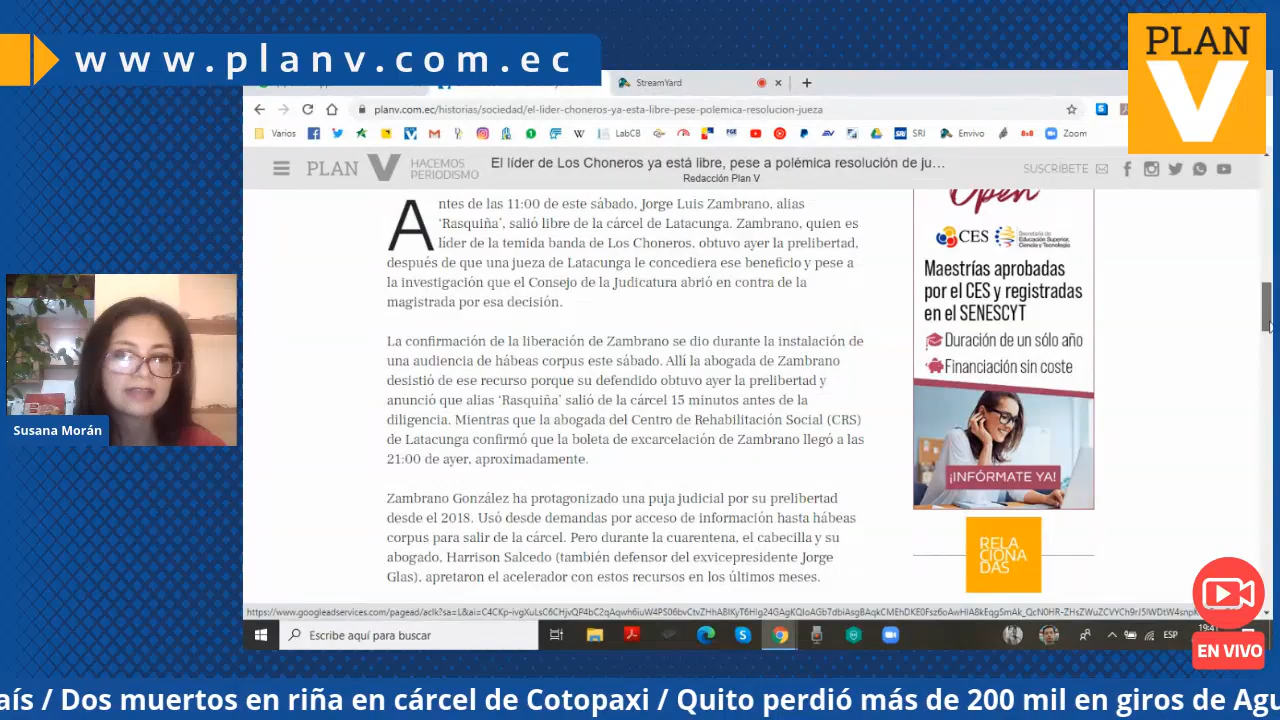 www.planv.com.ec
PLAN
V
StreamYard
planv.com.ec/historias/sociedad/el-lider-choneros-ya-esta-libre-pese-polemica-resolucion-jueza
Varios
LabCB
SRI
Envivo
Zoom
PLAN V
HACEMOS
PERIODISMO
El líder de Los Choneros ya está libre, pese a polémica resolución de ju...
Redacción Plan V
SUSCRÍBETE
Antes de las 11:00 de este sábado, Jorge Luis Zambrano, alias
‘Rasquiña’, salió libre de la cárcel de Latacunga. Zambrano, quien es
líder de la temida banda de Los Choneros, obtuvo ayer la prelibertad,
después de que una jueza de Latacunga le concediera ese beneficio y pese a
la investigación que el Consejo de la Judicatura abrió en contra de la
magistrada por esa decisión.
La confirmación de la liberación de Zambrano se dio durante la instalación de
una audiencia de hábeas corpus este sábado. Allí la abogada de Zambrano
desistió de ese recurso porque su defendido obtuvo ayer la prelibertad y
anunció que alias ‘Rasquiña’ salió de la cárcel 15 minutos antes de la
diligencia. Mientras que la abogada del Centro de Rehabilitación Social (CRS)
de Latacunga confirmó que la boleta de excarcelación de Zambrano llegó a las
21:00 de ayer, aproximadamente.
Zambrano González ha protagonizado una puja judicial por su prelibertad
desde el 2018. Usó desde demandas por acceso de información hasta hábeas
corpus para salir de la cárcel. Pero durante la cuarentena, el cabecilla y su
abogado, Harrison Salcedo (también defensor del exvicepresidente Jorge
Glas), apretaron el acelerador con estos recursos en los últimos meses.
Open
CES
Secretaría de
Educación Superior,
Ciencia y Tecnología
Maestrías aprobadas
por el CES y registradas
en el SENESCYT
Duración de un sólo año
Financiación sin coste
¡INFÓRMATE YA!
RELA
CIONA
DAS
Susana Morán
Escribe aquí para buscar
ESP
EN VIVO
aís / Dos muertos en riña en cárcel de Cotopaxi / Quito perdió más de 200 mil en giros de Agu